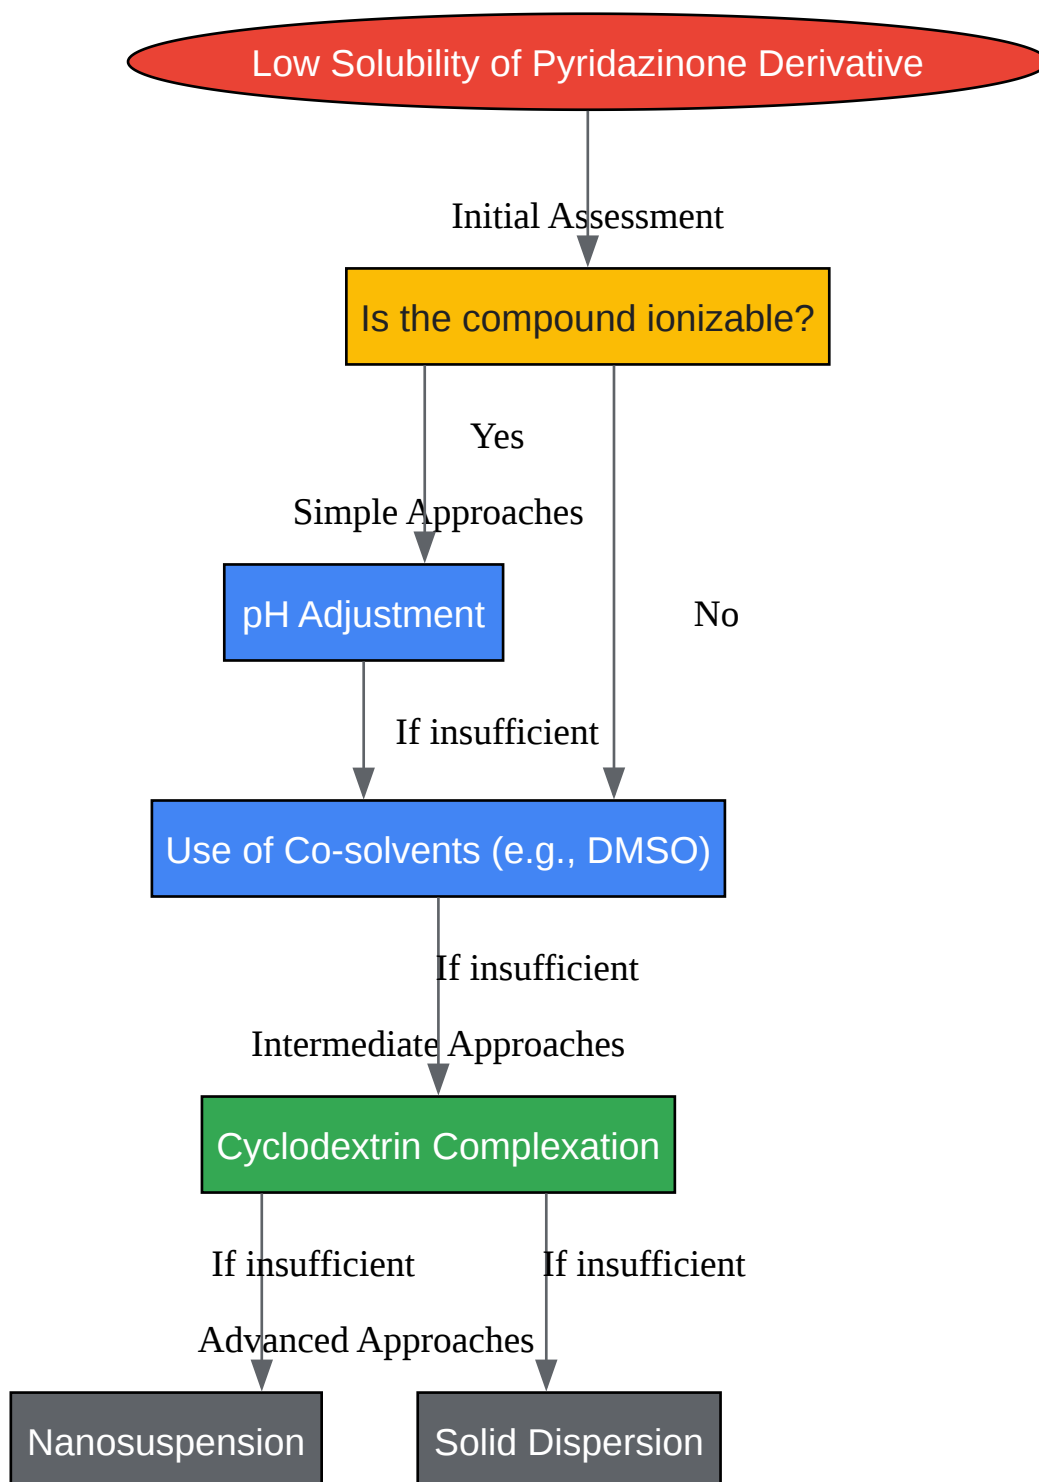 Low Solubility of Pyridazinone Derivative
Initial Assessment
Is the compound ionizable?
Yes
Simple Approaches
pH Adjustment
No
If insufficient
Use of Co-solvents (e.g., DMSO)
If insufficient
Intermediate Approaches
Cyclodextrin Complexation
If insufficient
If insufficient
Advanced Approaches
Nanosuspension
Solid Dispersion